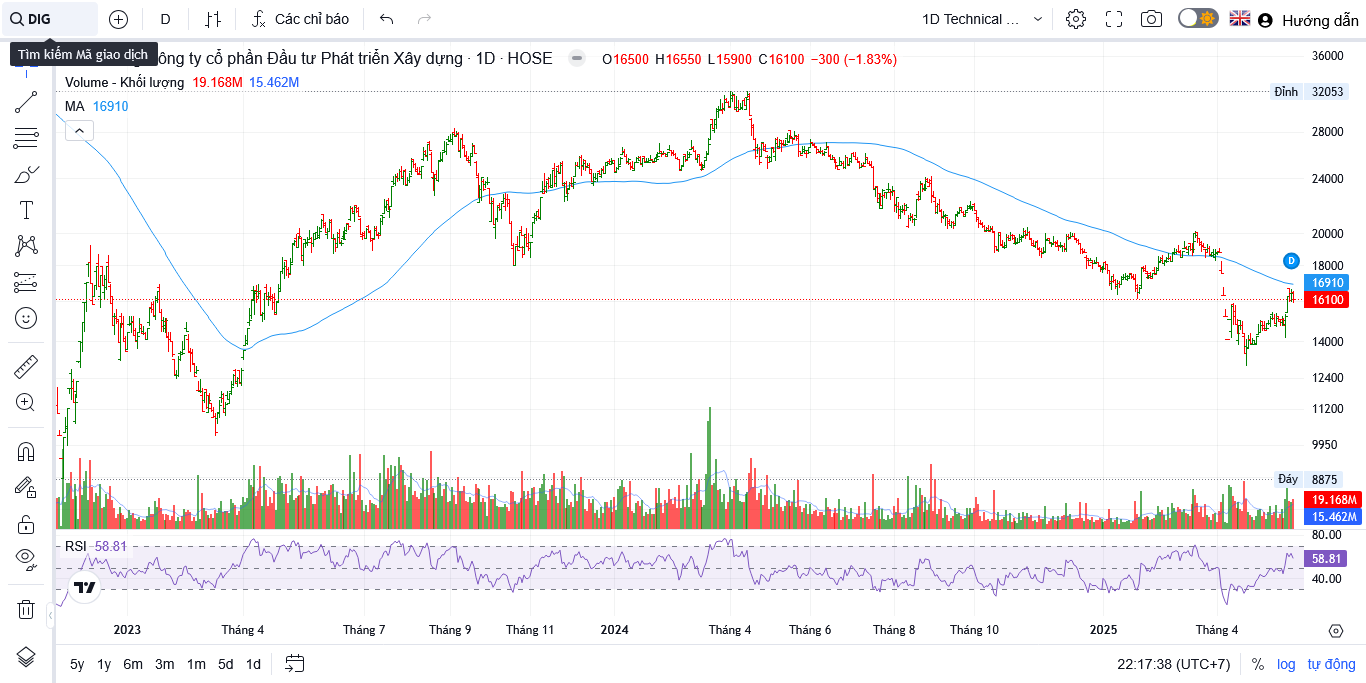 DIG
D
Các chỉ báo
1D Technical ...
Hướng dẫn
Tìm kiếm Mã giao dịch
ông ty cổ phần Đầu tư Phát triển Xây dựng · 1D · HOSE
O16500 H16550 L15900 C16100 −300 (−1.83%)
Volume - Khối lượng 19.168M 15.462M
MA 16910
36000
Đỉnh 32053
28000
24000
20000
18000
D
16910
16100
14000
12400
11200
9950
Đáy 8875
19.168M
15.462M
80.00
RSI 58.81
58.81
40.00
2023 Tháng 4 Tháng 7 Tháng 9 Tháng 11 2024 Tháng 4 Tháng 6 Tháng 8 Tháng 10 2025 Tháng 4
5y 1y 6m 3m 1m 5d 1d
22:17:38 (UTC+7) % log tự động